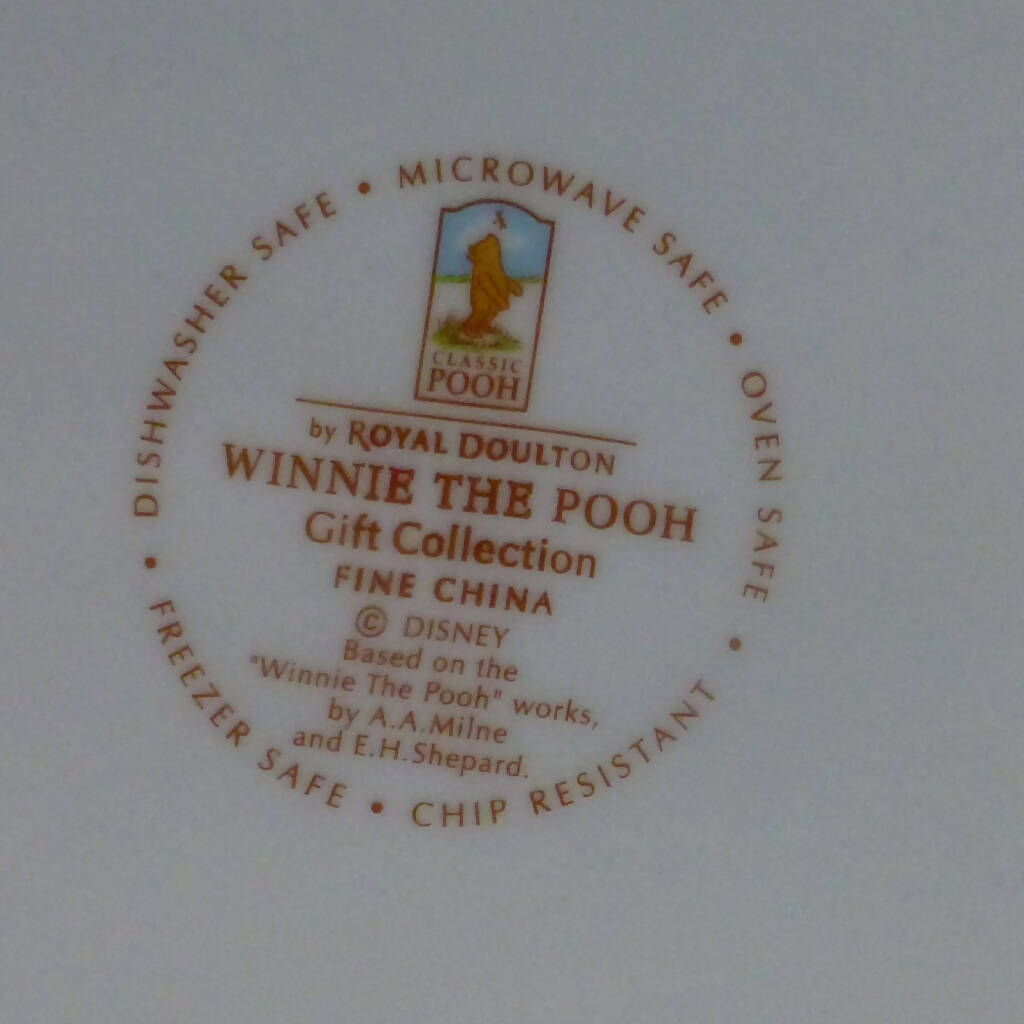 DISHWASHER SAFE • MICROWAVE SAFE • OVEN SAFE • CHIP RESISTANT • FREEZER SAFE •
CLASSIC
POOH
by ROYAL DOULTON
WINNIE THE POOH
Gift Collection
FINE CHINA
© DISNEY
Based on the
"Winnie The Pooh" works,
by A.A.Milne
and E.H.Shepard.